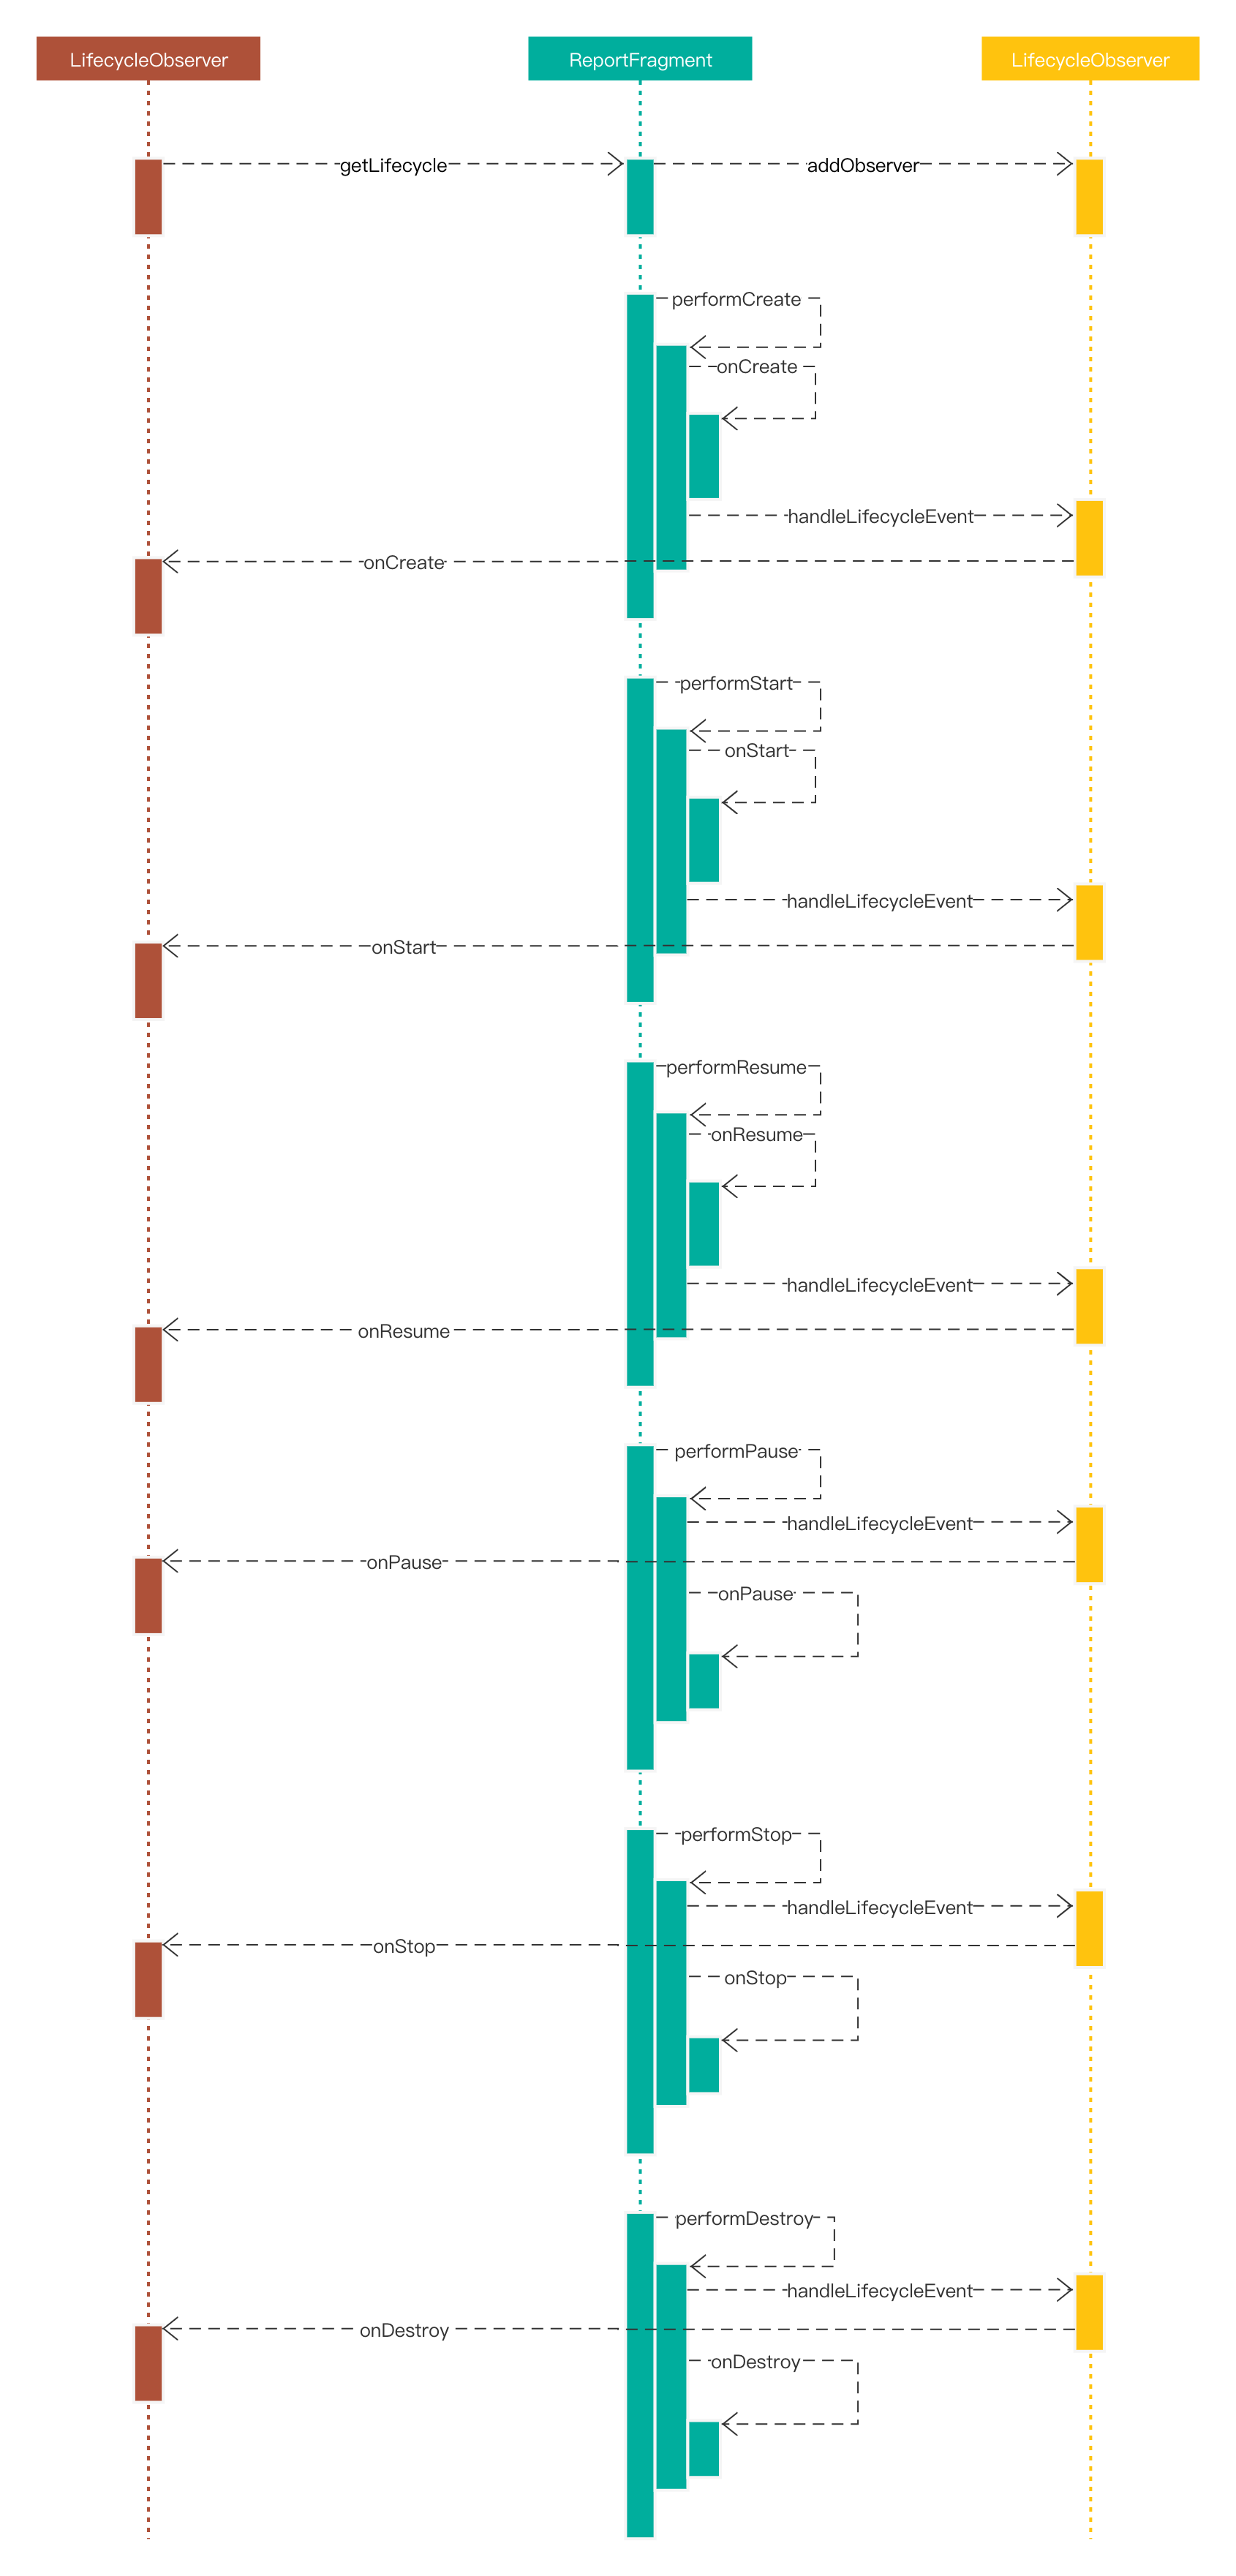 LifecycleObserver
ReportFragment
LifecycleObserver
getLifecycle
addObserver
performCreate
onCreate
handleLifecycleEvent
onCreate
performStart
onStart
handleLifecycleEvent
onStart
performResume
onResume
handleLifecycleEvent
onResume
performPause
handleLifecycleEvent
onPause
onPause
performStop
handleLifecycleEvent
onStop
onStop
performDestroy
handleLifecycleEvent
onDestroy
onDestroy